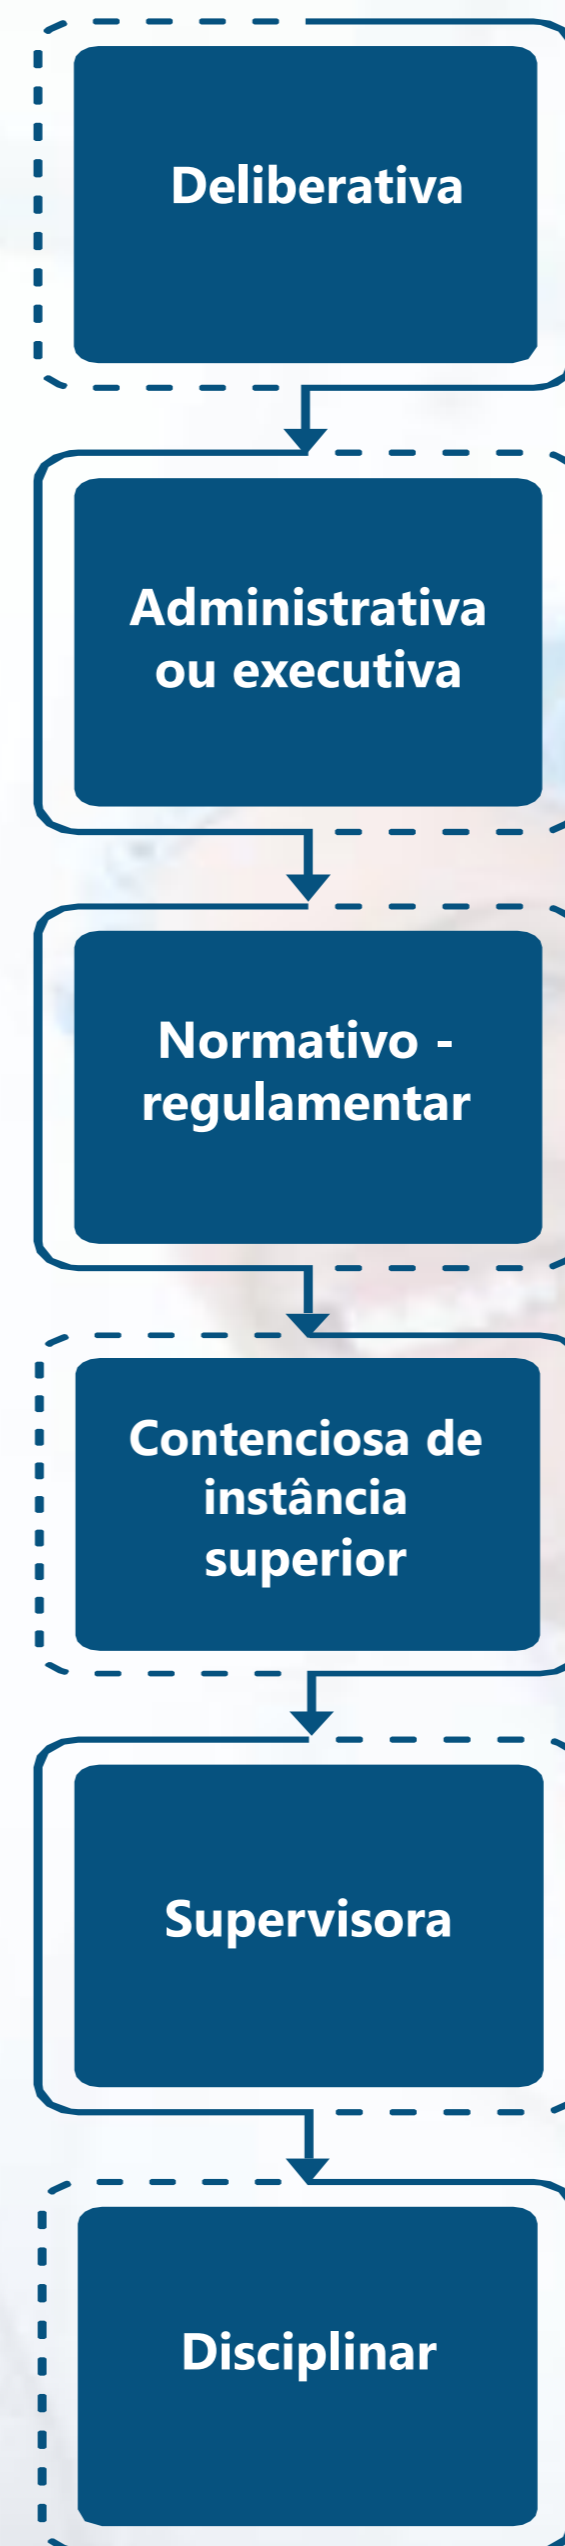 Deliberativa
Administrativa
ou executiva
Normativo -
regulamentar
Contenciosa de
instância
superior
Supervisora
Disciplinar